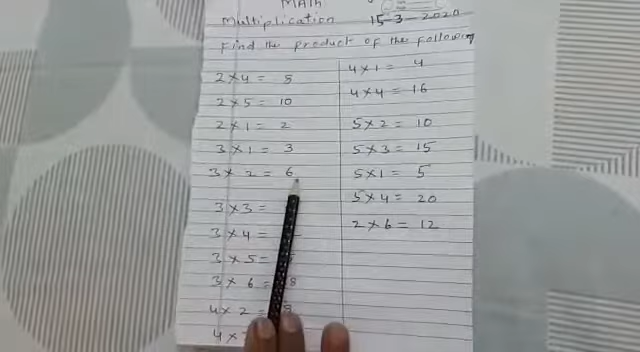 MATH
Multiplication 15-3-2020
Find the product of the following
2 × 4 = 8
2 × 5 = 10
2 × 1 = 2
3 × 1 = 3
3 × 2 = 6
3 × 3 =
3 × 4 =
3 × 5 =
3 × 6 = 8
4 × 2 = 8
4 ×
4 × 1 = 4
4 × 4 = 16
5 × 2 = 10
5 × 3 = 15
5 × 1 = 5
5 × 4 = 20
2 × 6 = 12